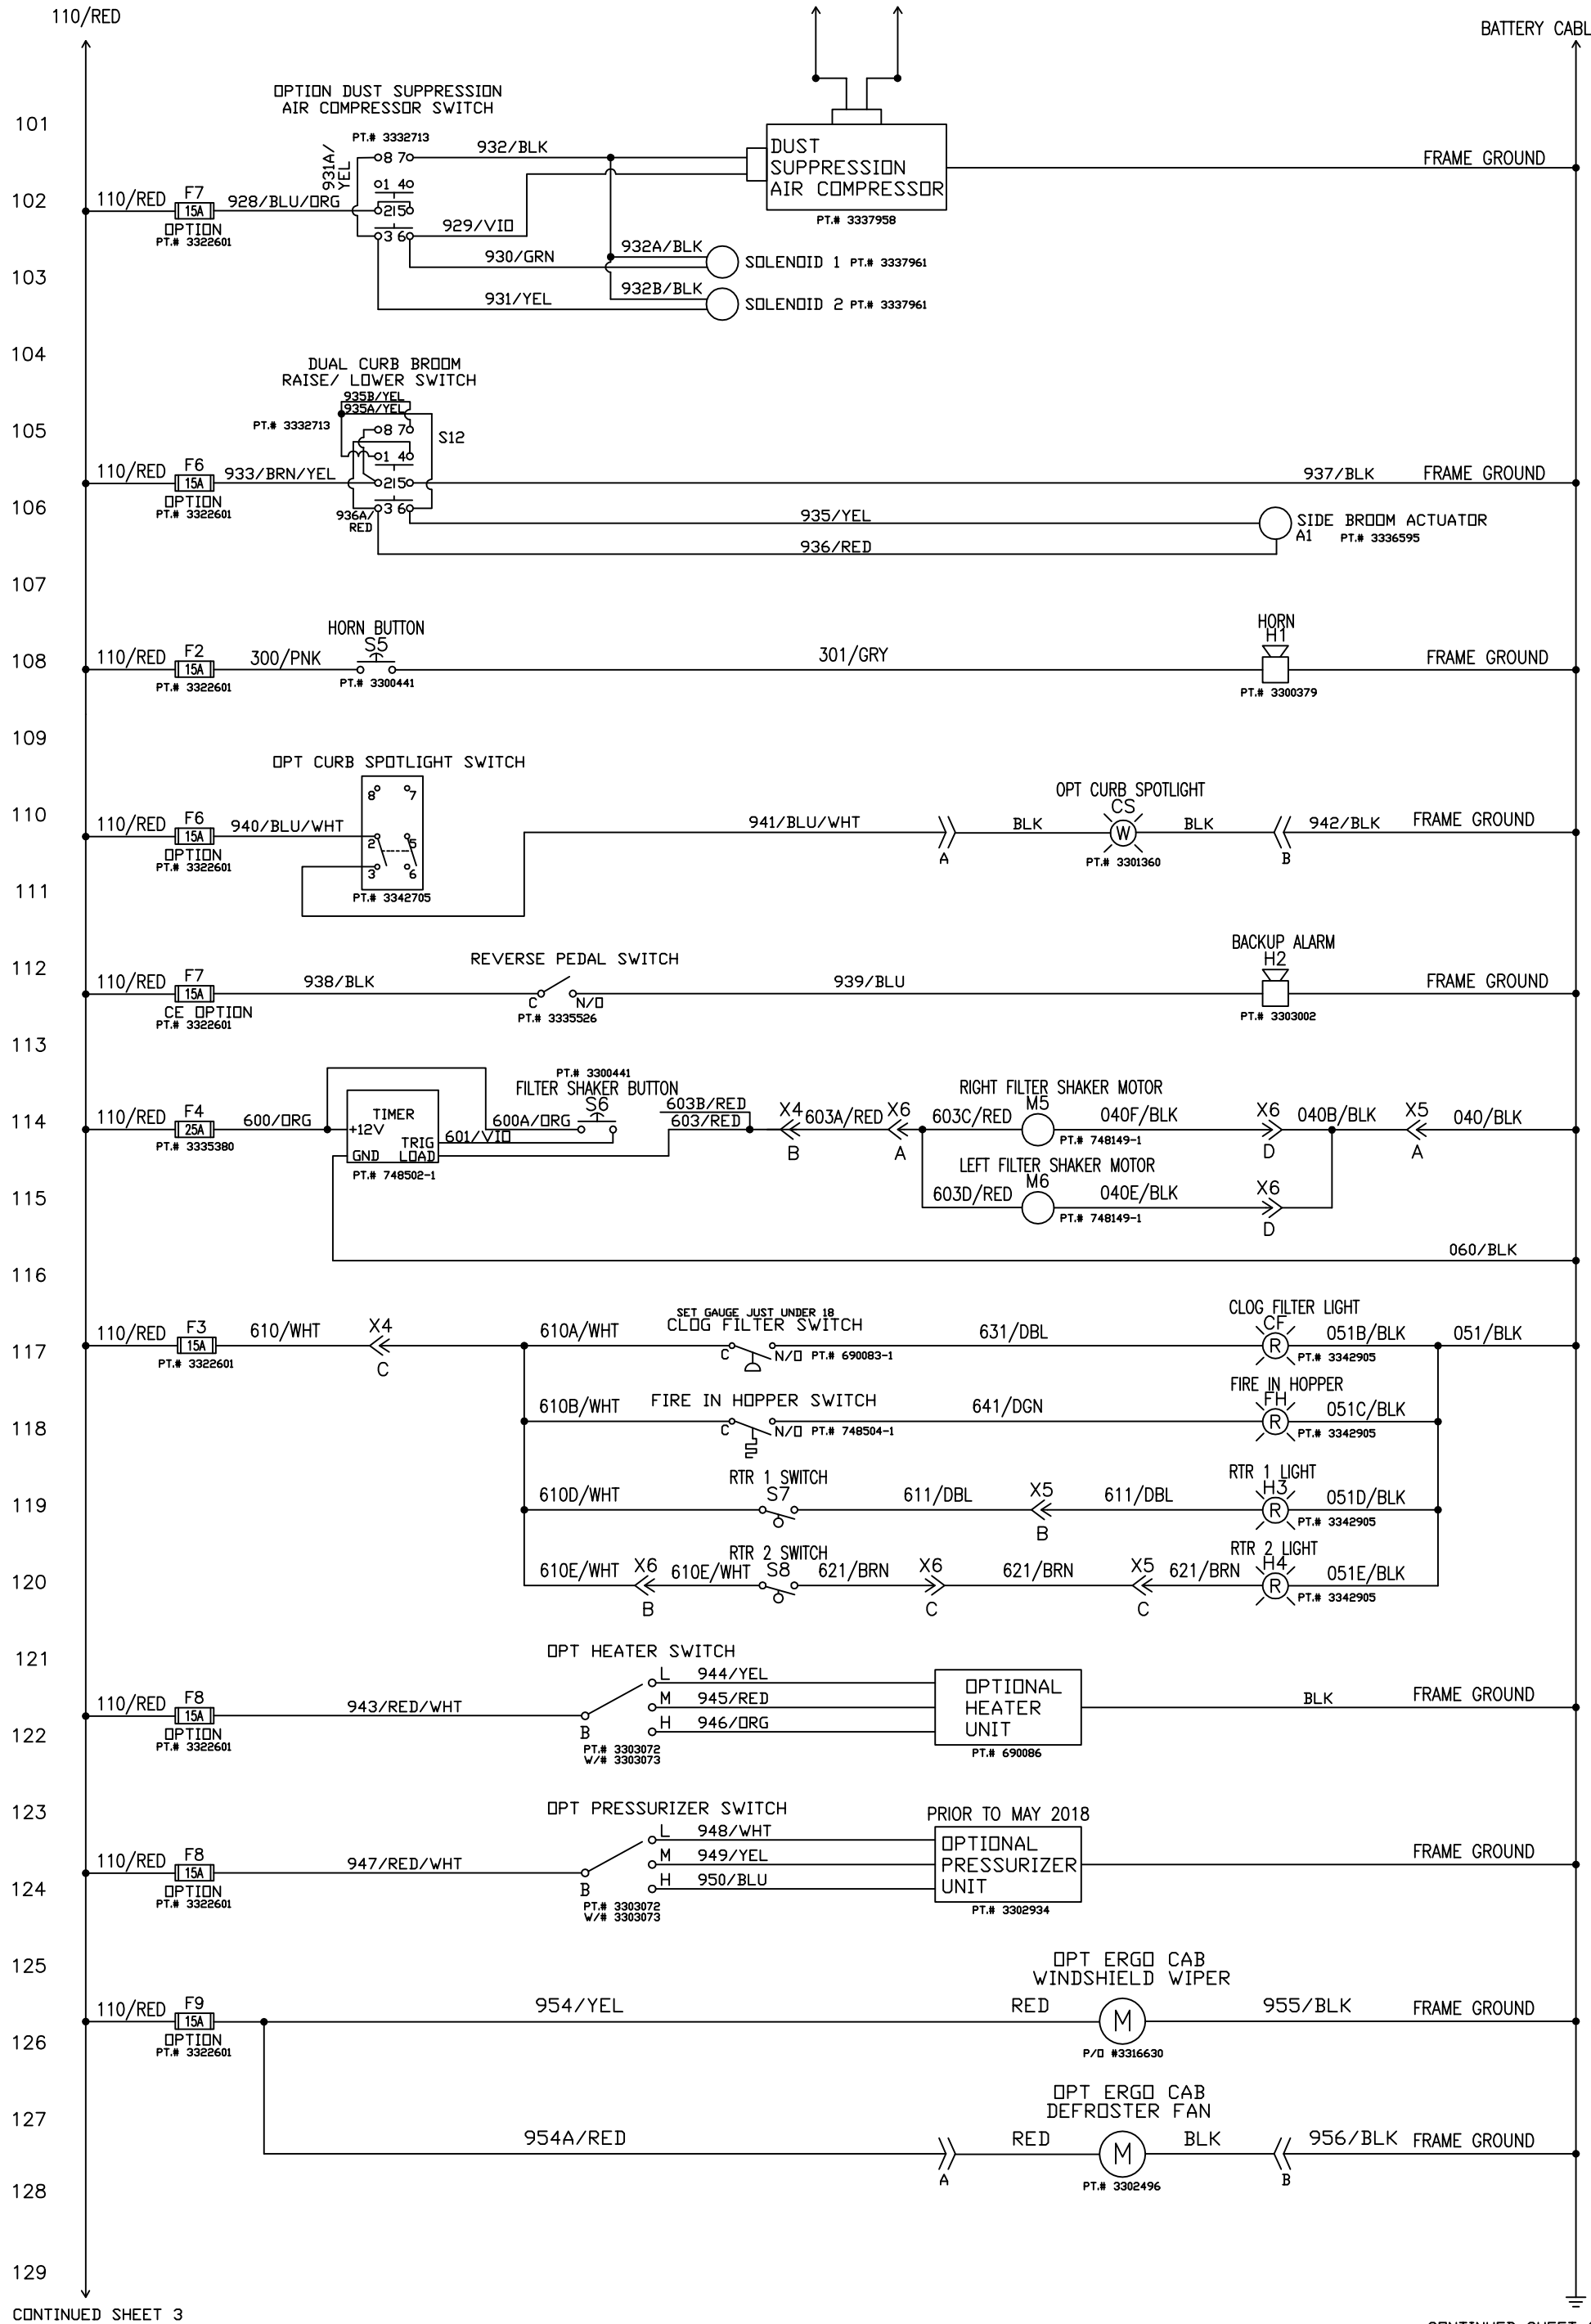 110/RED
BATTERY CABL
OPTION DUST SUPPRESSION
AIR COMPRESSOR SWITCH
101
PT.# 3332713
931A/
YEL
8 7
932/BLK
DUST
SUPPRESSION
AIR COMPRESSOR
FRAME GROUND
PT.# 3337958
102
110/RED
F7
15A
OPTION
PT.# 3322601
928/BLU/ORG
1 4
2 5
3 6
929/VIO
930/GRN
932A/BLK
SOLENOID 1 PT.# 3337961
103
931/YEL
932B/BLK
SOLENOID 2 PT.# 3337961
104
DUAL CURB BROOM
RAISE/ LOWER SWITCH
935B/YEL
935A/YEL
105
PT.# 3332713
8 7
S12
1 4
110/RED
F6
15A
OPTION
PT.# 3322601
933/BRN/YEL
2 5
937/BLK
FRAME GROUND
106
936A/
RED
3 6
935/YEL
SIDE BROOM ACTUATOR
A1 PT.# 3336595
936/RED
107
HORN BUTTON
S5
HORN
H1
108
110/RED
F2
15A
PT.# 3322601
300/PNK
PT.# 3300441
301/GRY
FRAME GROUND
PT.# 3300379
109
OPT CURB SPOTLIGHT SWITCH
8 7
OPT CURB SPOTLIGHT
CS
110
110/RED
F6
15A
OPTION
PT.# 3322601
940/BLU/WHT
2 5
3 6
941/BLU/WHT
A
BLK
W
BLK
B
942/BLK
FRAME GROUND
PT.# 3301360
111
PT.# 3342705
BACKUP ALARM
H2
112
REVERSE PEDAL SWITCH
110/RED
F7
15A
CE OPTION
PT.# 3322601
938/BLK
C N/O
PT.# 3335526
939/BLU
FRAME GROUND
PT.# 3303002
113
PT.# 3300441
FILTER SHAKER BUTTON
S6
RIGHT FILTER SHAKER MOTOR
M5
114
110/RED
F4
25A
PT.# 3335380
600/ORG
TIMER
+12V
TRIG
GND LOAD
PT.# 748502-1
600A/ORG
601/VIO
603B/RED
603/RED
X4
B
603A/RED
X6
A
603C/RED
040F/BLK
PT.# 748149-1
X6
D
040B/BLK
X5
A
040/BLK
LEFT FILTER SHAKER MOTOR
M6
115
603D/RED
040E/BLK
PT.# 748149-1
X6
D
060/BLK
116
SET GAUGE JUST UNDER 18
CLOG FILTER SWITCH
CLOG FILTER LIGHT
CF
117
110/RED
F3
15A
PT.# 3322601
610/WHT
X4
C
610A/WHT
C N/O PT.# 690083-1
631/DBL
R
051B/BLK
051/BLK
PT.# 3342905
118
610B/WHT
FIRE IN HOPPER SWITCH
C N/O PT.# 748504-1
641/DGN
FIRE IN HOPPER
FH
R
051C/BLK
PT.# 3342905
119
610D/WHT
RTR 1 SWITCH
S7
611/DBL
X5
B
611/DBL
RTR 1 LIGHT
H3
R
051D/BLK
PT.# 3342905
120
610E/WHT
X6
B
610E/WHT
RTR 2 SWITCH
S8
621/BRN
X6
C
621/BRN
X5
C
621/BRN
RTR 2 LIGHT
H4
R
051E/BLK
PT.# 3342905
121
OPT HEATER SWITCH
L 944/YEL
M 945/RED
H 946/ORG
OPTIONAL
HEATER
UNIT
122
110/RED
F8
15A
OPTION
PT.# 3322601
943/RED/WHT
B
PT.# 3303072
W/# 3303073
PT.# 690086
BLK
FRAME GROUND
123
OPT PRESSURIZER SWITCH
PRIOR TO MAY 2018
L 948/WHT
M 949/YEL
H 950/BLU
OPTIONAL
PRESSURIZER
UNIT
124
110/RED
F8
15A
OPTION
PT.# 3322601
947/RED/WHT
B
PT.# 3303072
W/# 3303073
PT.# 3302934
FRAME GROUND
125
OPT ERGO CAB
WINDSHIELD WIPER
126
110/RED
F9
15A
OPTION
PT.# 3322601
954/YEL
RED
M
955/BLK
FRAME GROUND
P/O #3316630
127
OPT ERGO CAB
DEFROSTER FAN
954A/RED
A
RED
M
BLK
B
956/BLK
FRAME GROUND
PT.# 3302496
128
129
CONTINUED SHEET 3